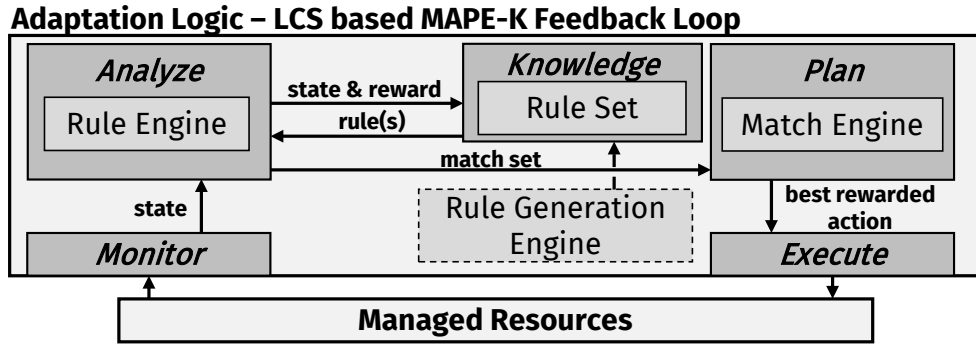 Adaptation Logic – LCS based MAPE-K Feedback Loop
Analyze
Rule Engine
state & reward
rule(s)
match set
Knowledge
Rule Set
Plan
Match Engine
state
Rule Generation
Engine
best rewarded
action
Monitor
Execute
Managed Resources